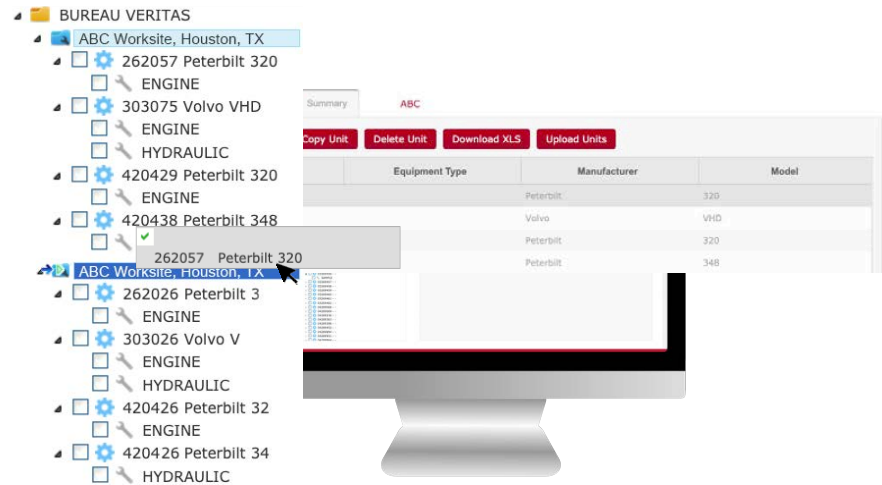 BUREAU VERITAS
ABC Worksite, Houston, TX
262057 Peterbilt 320
ENGINE
303075 Volvo VHD
ENGINE
HYDRAULIC
420429 Peterbilt 320
ENGINE
420438 Peterbilt 348
262057 Peterbilt 320
ABC Worksite, Houston, TX
262026 Peterbilt 3
ENGINE
303026 Volvo V
ENGINE
HYDRAULIC
420426 Peterbilt 32
ENGINE
420426 Peterbilt 34
HYDRAULIC
Summary ABC
Copy Unit Delete Unit Download XLS Upload Units
Equipment Type Manufacturer Model
Peterbilt 320
Volvo VHD
Peterbilt 320
Peterbilt 348